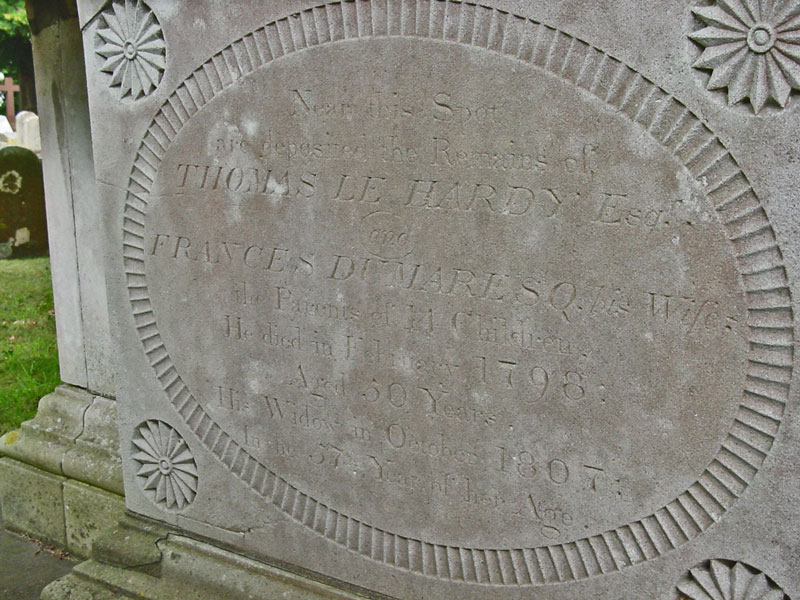 Near this Spot
are deposited the Remains of
THOMAS LE HARDY Esqr.
and
FRANCES DUMARESQ. his Wife:
the Parents of 14 Children.
He died in February 1798:
Aged 50 Years.
His Widow in October 1807:
In the 57th Year of her Age.